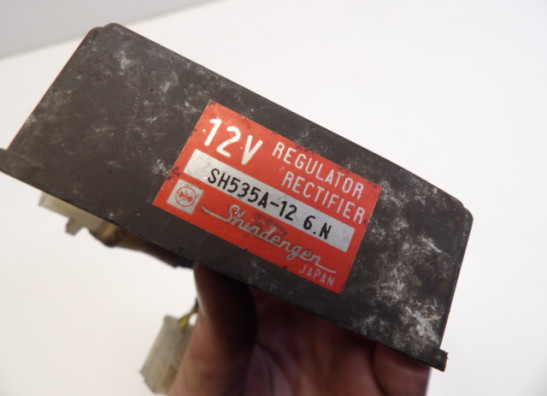 12V REGULATOR
RECTIFIER
SH535A-12 6.N
Shindengen
JAPAN